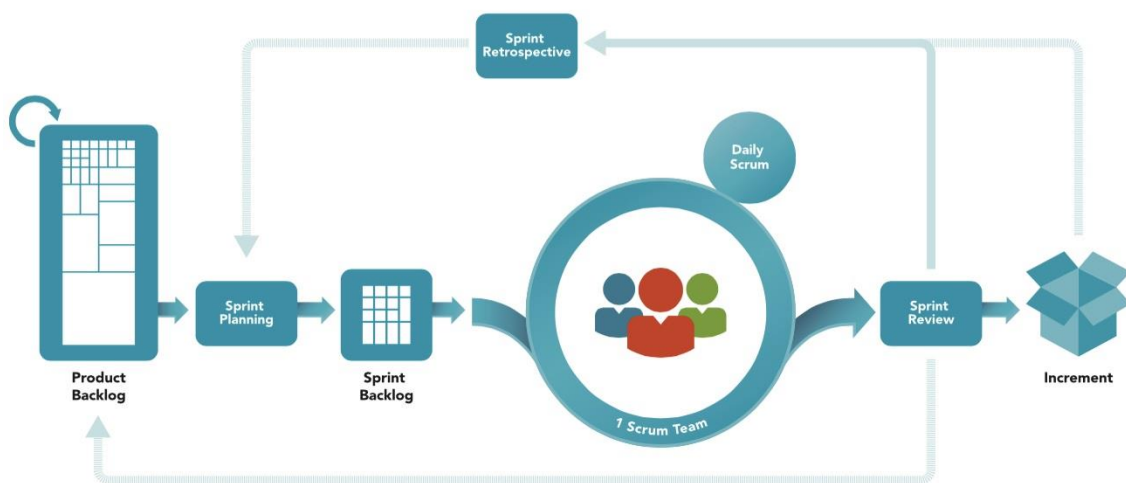 Sprint
Retrospective
Daily
Scrum
Sprint
Planning
Sprint
Review
Product
Backlog
Sprint
Backlog
1 Scrum Team
Increment